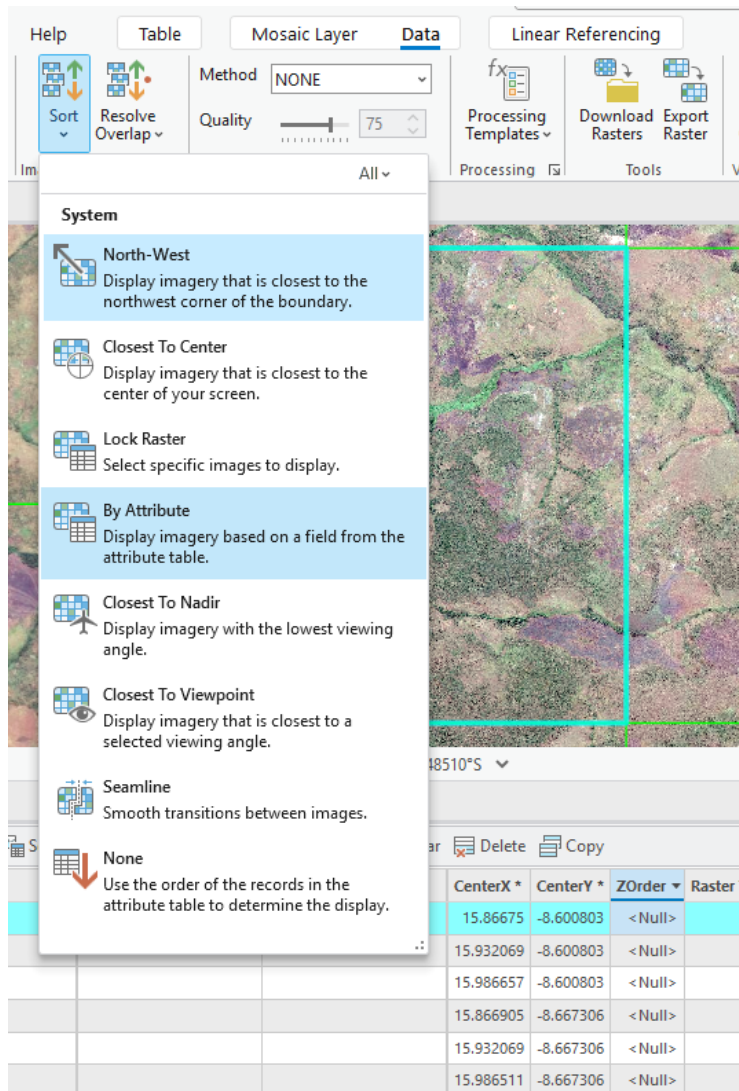 Help Table Mosaic Layer Data Linear Referencing
Method NONE
Sort Resolve Overlap
Quality 75
fx Processing Templates
Download Rasters Export Raster
Im Processing Tools V
All
System
North-West
Display imagery that is closest to the
northwest corner of the boundary.
Closest To Center
Display imagery that is closest to the
center of your screen.
Lock Raster
Select specific images to display.
By Attribute
Display imagery based on a field from the
attribute table.
Closest To Nadir
Display imagery with the lowest viewing
angle.
Closest To Viewpoint
Display imagery that is closest to a
selected viewing angle.
Seamline
Smooth transitions between images.
None
Use the order of the records in the
attribute table to determine the display.
48510°S
S ar Delete Copy
CenterX * CenterY * ZOrder Raster
15.86675 -8.600803 <Null>
15.932069 -8.600803 <Null>
15.986657 -8.600803 <Null>
15.866905 -8.667306 <Null>
15.932069 -8.667306 <Null>
15.986511 -8.667306 <Null>